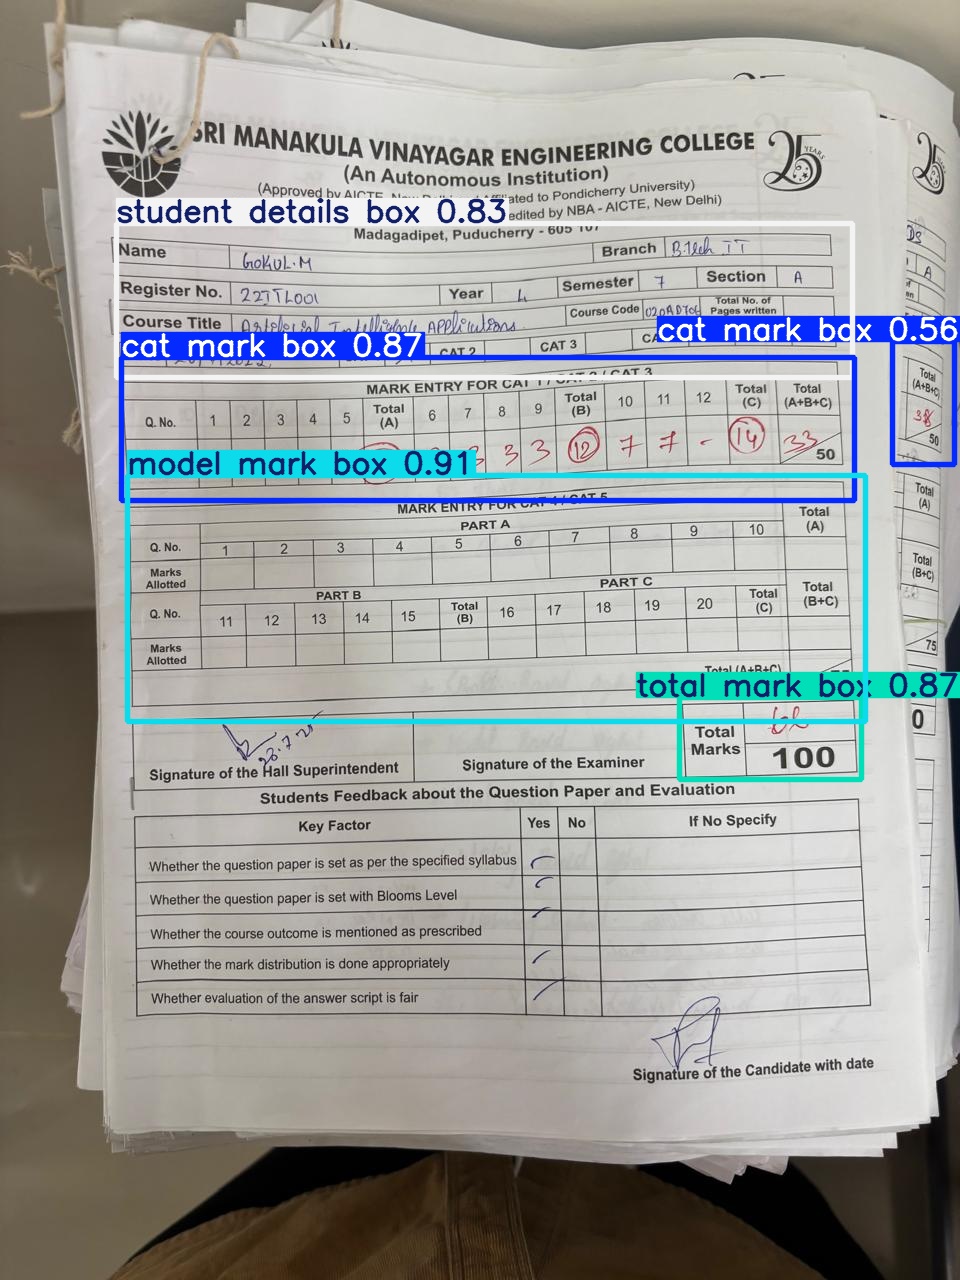 SRI MANAKULA VINAYAGAR ENGINEERING COLLEGE
25 YEARS
(An Autonomous Institution)
(Approved by AICTE, New Delhi Affiliated to Pondicherry University)
edited by NBA - AICTE, New Delhi)
student details box 0.83
Madagadipet, Puducherry - 605 107
Name GOKUL.M Branch B.Tech IT
Register No. 22ITL001 Year 4 Semester 7 Section A
Course Title Artificial Intelligence Applications Course Code Total No. of Pages written
cat mark box 0.87 cat mark box 0.56
CAT 2 CAT 3
MARK ENTRY FOR CAT 1 / CAT 2 / CAT 3
Q. No. 1 2 3 4 5 Total (A) 6 7 8 9 Total (B) 10 11 12 Total (C) Total (A+B+C)
3 3 3 12 7 7 - 14 33 50
model mark box 0.91
MARK ENTRY FOR CAT 4 / CAT 5
PART A Total (A)
Q. No. 1 2 3 4 5 6 7 8 9 10
Marks Allotted
PART B PART C
Q. No. 11 12 13 14 15 Total (B) 16 17 18 19 20 Total (C) Total (B+C)
Marks Allotted
Total (A+B+C)
total mark box 0.87
28.7.25
Total Marks 62 100
Signature of the Hall Superintendent Signature of the Examiner
Students Feedback about the Question Paper and Evaluation
Key Factor Yes No If No Specify
Whether the question paper is set as per the specified syllabus
Whether the question paper is set with Blooms Level
Whether the course outcome is mentioned as prescribed
Whether the mark distribution is done appropriately
Whether evaluation of the answer script is fair
Signature of the Candidate with date
25
A
Total (A+B+C)
38 50
Total (A)
Total (B+C)
75
0